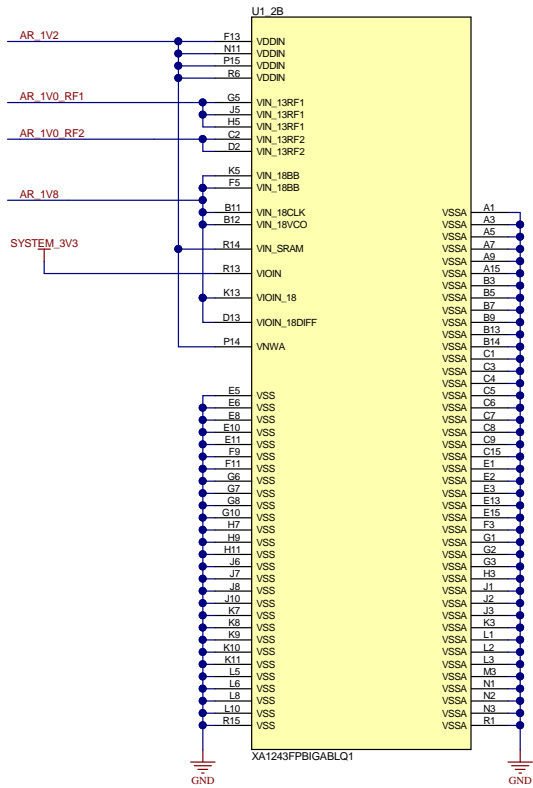 U1_2B
AR_1V2
F13 VDDIN
N11 VDDIN
P15 VDDIN
R6 VDDIN
AR_1V0_RF1
G5 VIN_13RF1
J5 VIN_13RF1
H5 VIN_13RF1
AR_1V0_RF2
C2 VIN_13RF2
D2 VIN_13RF2
K5 VIN_18BB
F5 VIN_18BB
AR_1V8
B11 VIN_18CLK
B12 VIN_18VCO
SYSTEM_3V3
R14 VIN_SRAM
R13 VIOIN
K13 VIOIN_18
D13 VIOIN_18DIFF
P14 VNWA
E5 VSS
E6 VSS
E8 VSS
E10 VSS
E11 VSS
F9 VSS
F11 VSS
G6 VSS
G7 VSS
G8 VSS
G10 VSS
H7 VSS
H9 VSS
H11 VSS
J6 VSS
J7 VSS
J8 VSS
J10 VSS
K7 VSS
K8 VSS
K9 VSS
K10 VSS
K11 VSS
L5 VSS
L6 VSS
L8 VSS
L10 VSS
R15 VSS
VSSA A1
VSSA A3
VSSA A5
VSSA A7
VSSA A9
VSSA A15
VSSA B3
VSSA B5
VSSA B7
VSSA B9
VSSA B13
VSSA B14
VSSA C1
VSSA C3
VSSA C4
VSSA C5
VSSA C6
VSSA C7
VSSA C8
VSSA C9
VSSA C15
VSSA E1
VSSA E2
VSSA E3
VSSA E13
VSSA E15
VSSA F3
VSSA G1
VSSA G2
VSSA G3
VSSA H3
VSSA J1
VSSA J2
VSSA J3
VSSA K3
VSSA L1
VSSA L2
VSSA L3
VSSA M3
VSSA N1
VSSA N2
VSSA N3
VSSA R1
XA1243FPBIGABLQ1
GND
GND